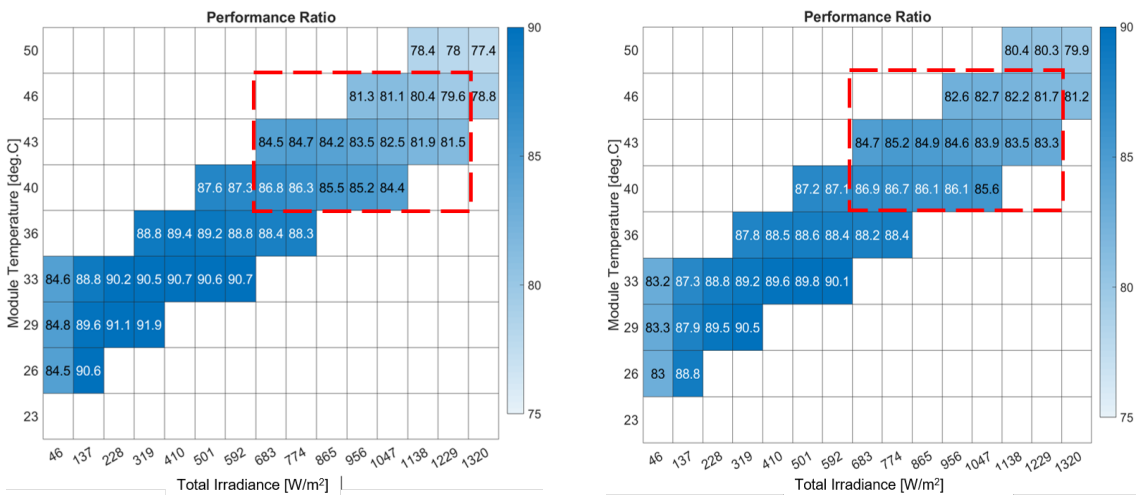 Performance Ratio
90
50 78.4 78 77.4
46 81.3 81.1 80.4 79.6 78.8
43 84.5 84.7 84.2 83.5 82.5 81.9 81.5
85
40 87.6 87.3 86.8 86.3 85.5 85.2 84.4
36 88.8 89.4 89.2 88.8 88.4 88.3
33 84.6 88.8 90.2 90.5 90.7 90.6 90.7
80
29 84.8 89.6 91.1 91.9
26 84.5 90.6
23
75
Module Temperature [deg.C]
46 137 228 319 410 501 592 683 774 865 956 1047 1138 1229 1320
Total Irradiance [W/m²]
Performance Ratio
90
50 80.4 80.3 79.9
46 82.6 82.7 82.2 81.7 81.2
43 84.7 85.2 84.9 84.6 83.9 83.5 83.3
85
40 87.2 87.1 86.9 86.7 86.1 86.1 85.6
36 87.8 88.5 88.6 88.4 88.2 88.4
33 83.2 87.3 88.8 89.2 89.6 89.8 90.1
80
29 83.3 87.9 89.5 90.5
26 83 88.8
23
75
Module Temperature [deg.C]
46 137 228 319 410 501 592 683 774 865 956 1047 1138 1229 1320
Total Irradiance [W/m²]